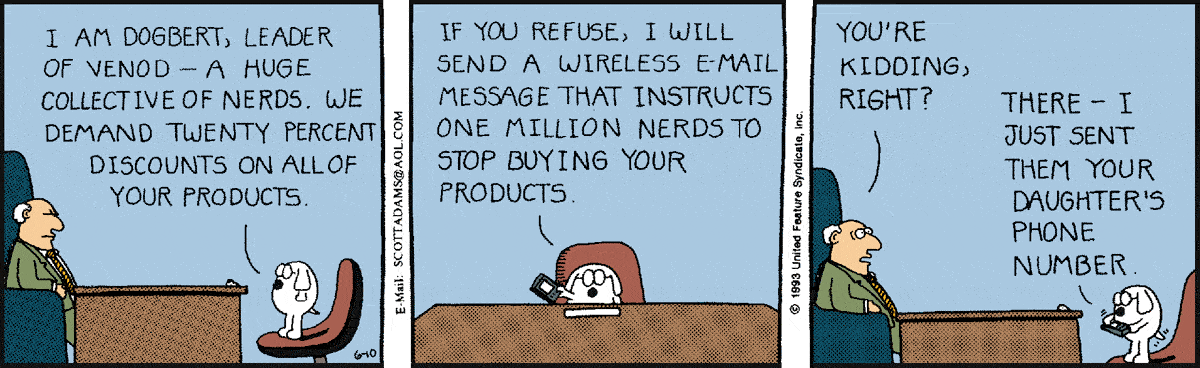 I AM DOGBERT, LEADER
OF VENOD — A HUGE
COLLECTIVE OF NERDS. WE
DEMAND TWENTY PERCENT
DISCOUNTS ON ALL OF
YOUR PRODUCTS.
6-10
E-Mail: SCOTTADAMS@AOL.COM
IF YOU REFUSE, I WILL
SEND A WIRELESS E-MAIL
MESSAGE THAT INSTRUCTS
ONE MILLION NERDS TO
STOP BUYING YOUR
PRODUCTS.
© 1993 United Feature Syndicate, Inc.
YOU'RE
KIDDING,
RIGHT?
THERE – I
JUST SENT
THEM YOUR
DAUGHTER'S
PHONE
NUMBER.